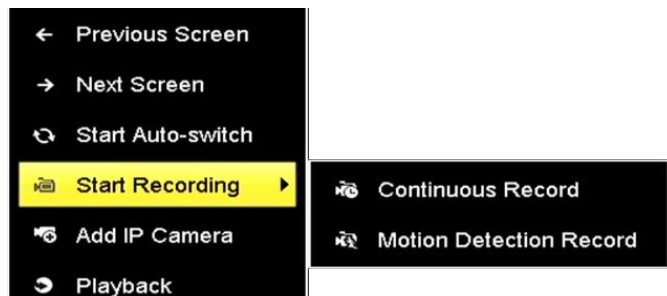 Previous Screen
Next Screen
Start Auto-switch
Start Recording
Continuous Record
Add IP Camera
Motion Detection Record
Playback